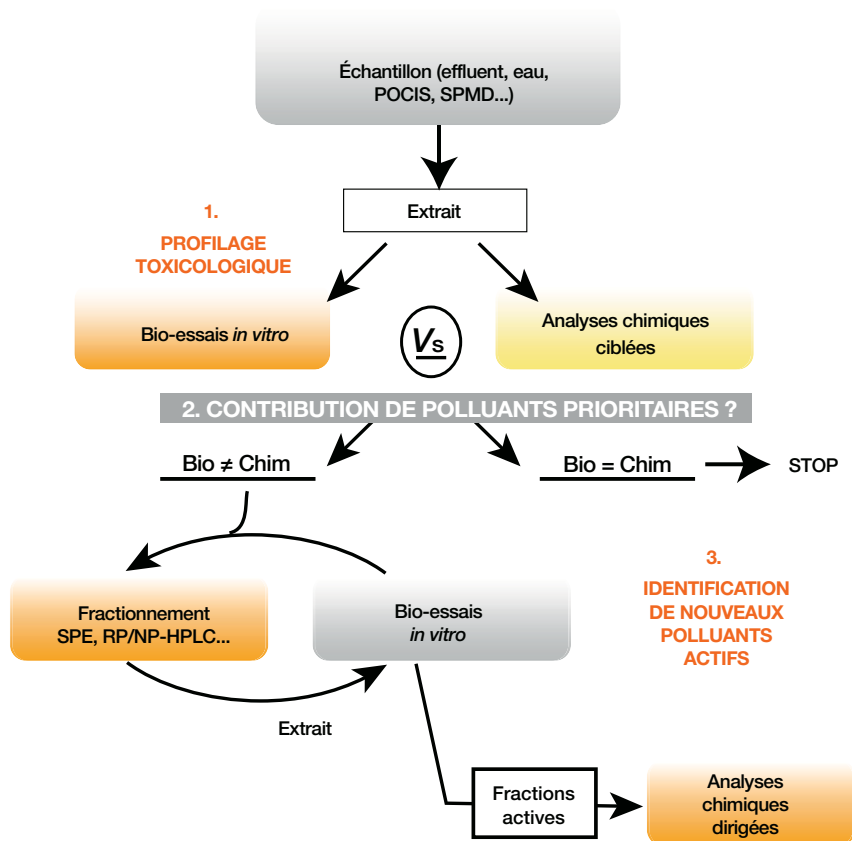 Échantillon (effluent, eau,
POCIS, SPMD...)
Extrait
1.
PROFILAGE
TOXICOLOGIQUE
Bio-essais in vitro
Vs
Analyses chimiques
ciblées
2. CONTRIBUTION DE POLLUANTS PRIORITAIRES ?
Bio ≠ Chim
Bio = Chim
STOP
3.
IDENTIFICATION
DE NOUVEAUX
POLLUANTS
ACTIFS
Fractionnement
SPE, RP/NP-HPLC...
Bio-essais
in vitro
Extrait
Fractions
actives
Analyses
chimiques
dirigées